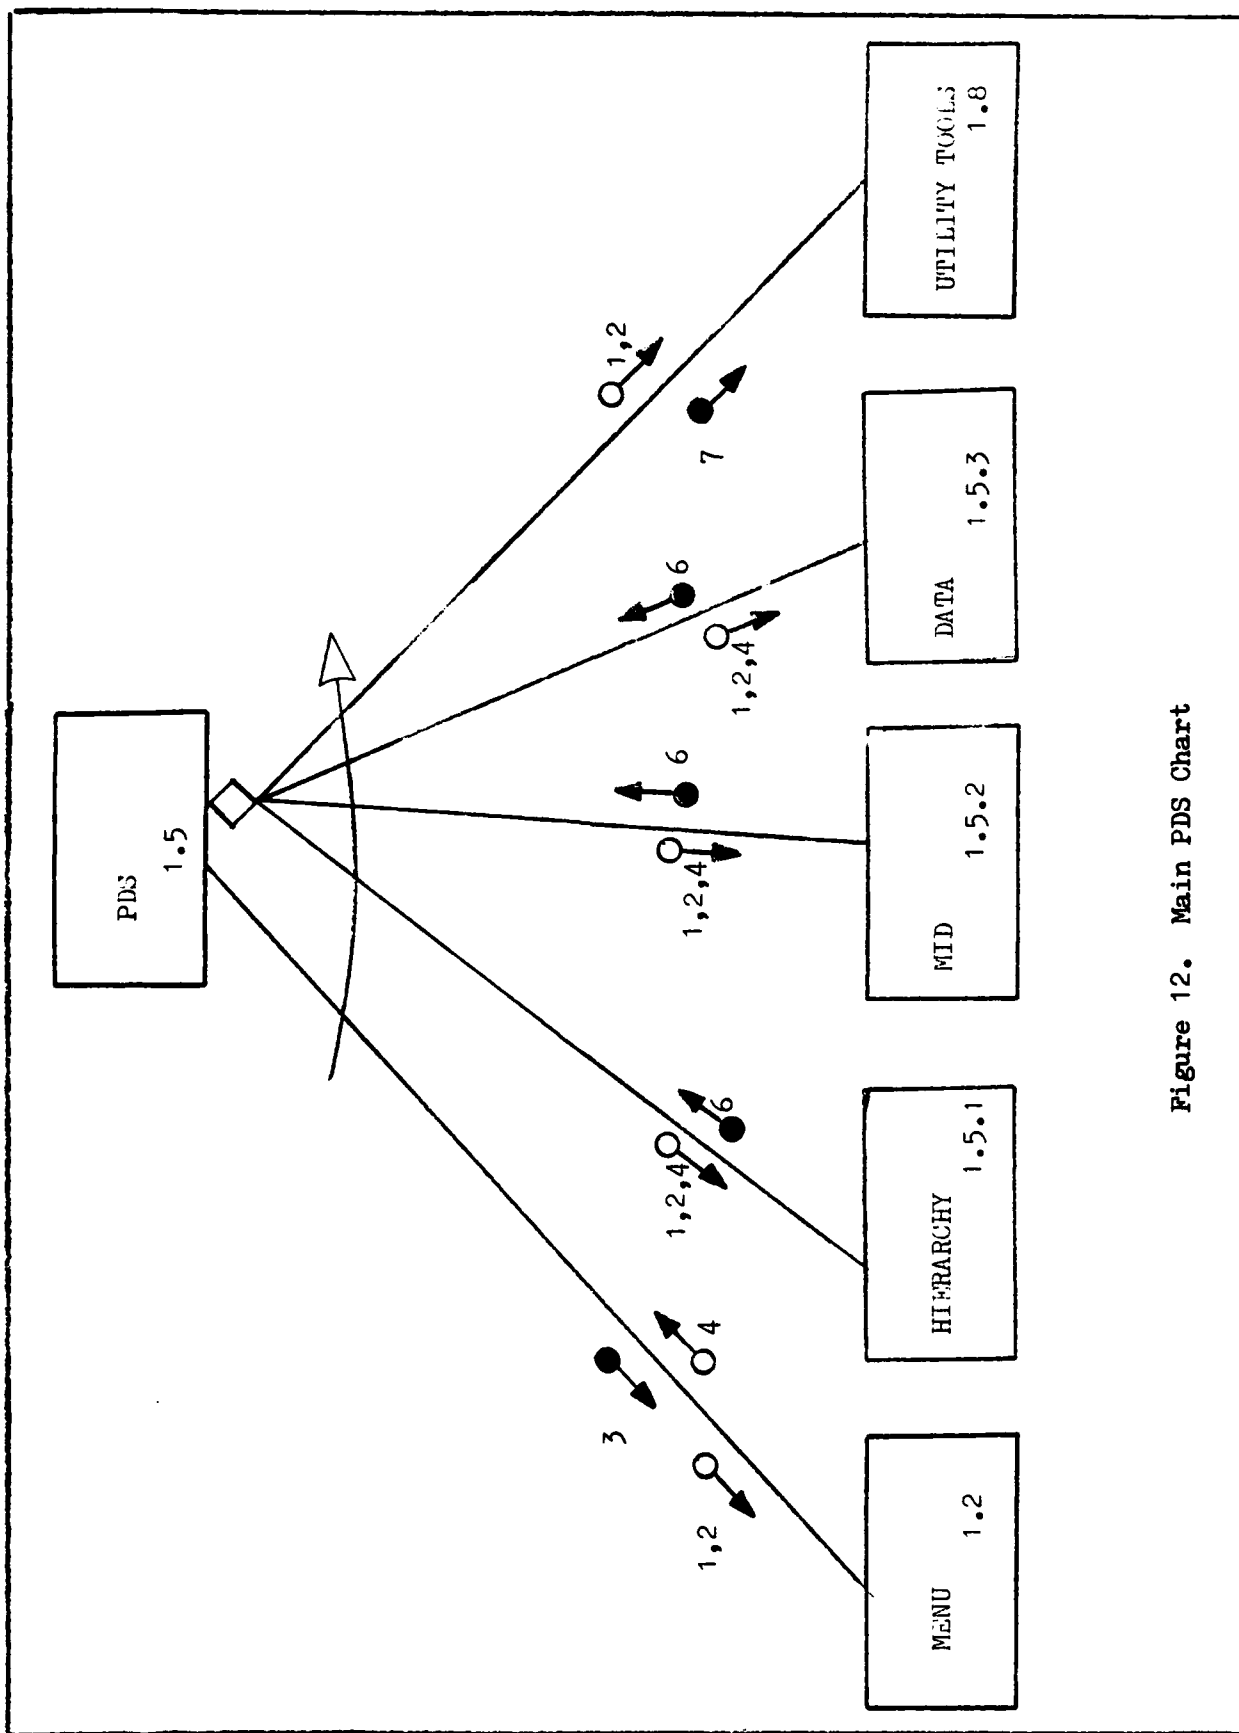 PDS
1.5
3
1,2
4
1,2,4
6
1,2,4
6
1,2,4
6
1,2
7
MENU
1.2
HIERARCHY
1.5.1
MID
1.5.2
DATA
1.5.3
UTILITY TOOLS
1.8
Figure 12. Main PDS Chart